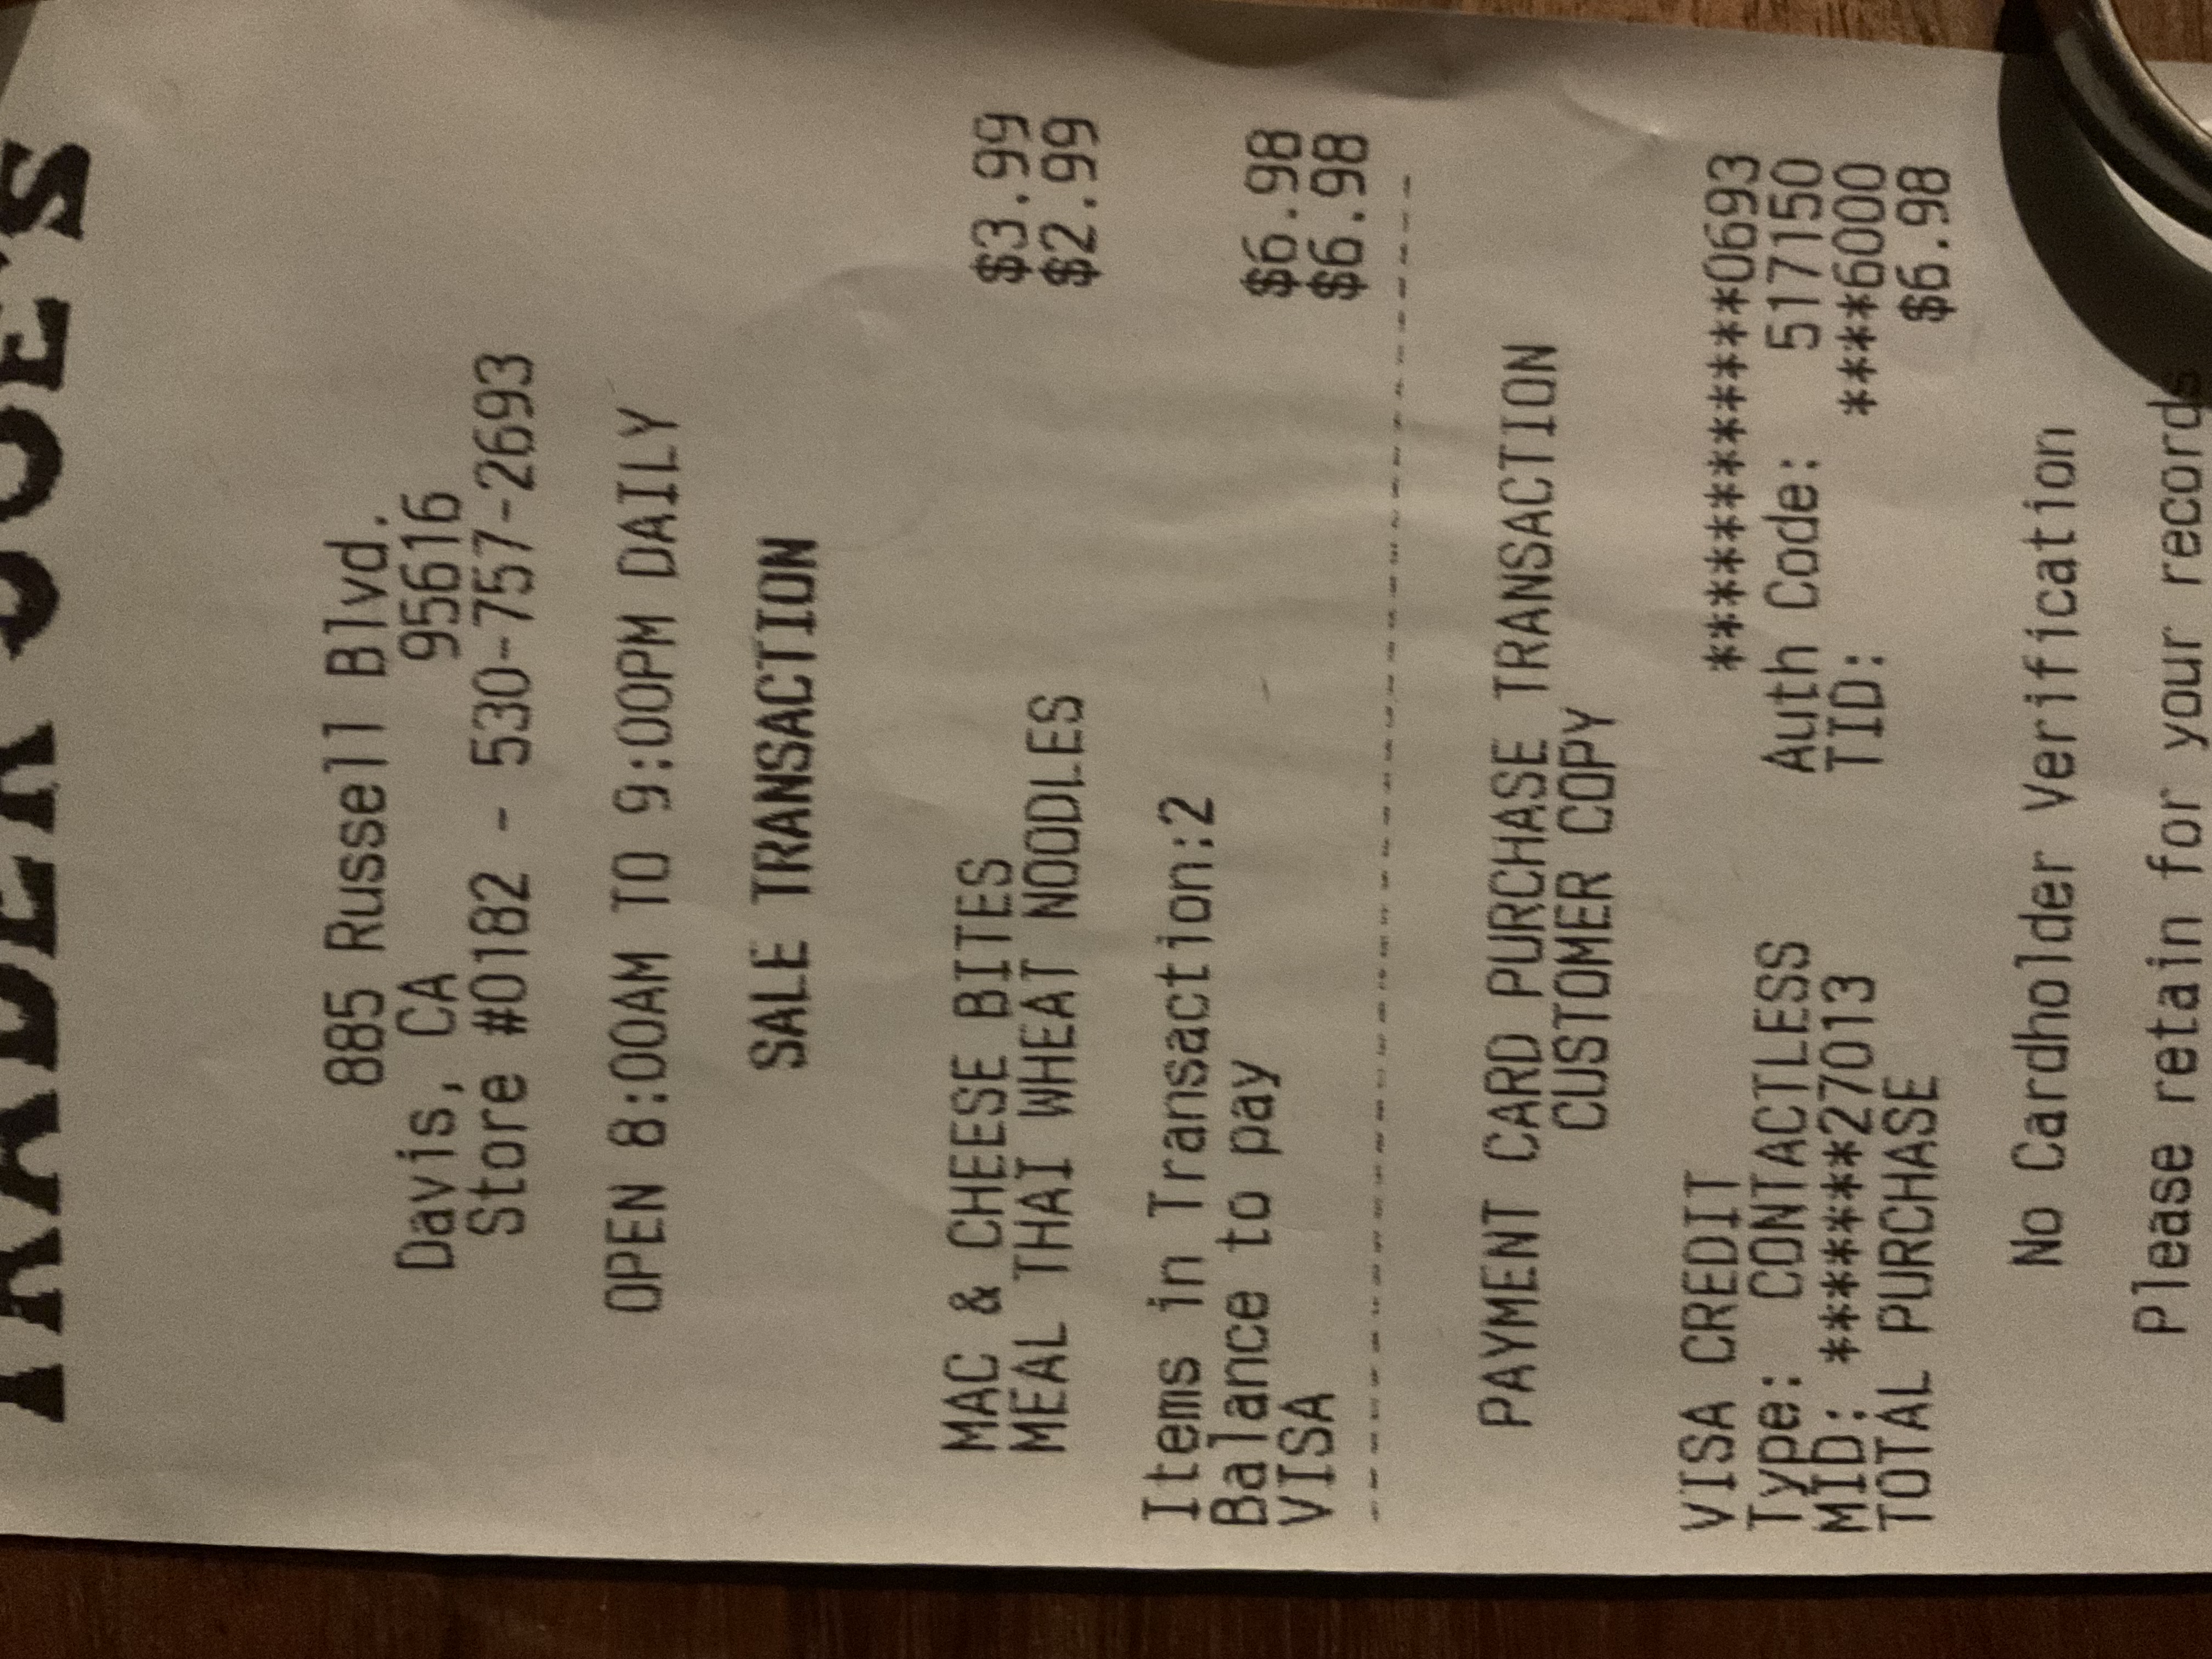 TRADER JOE'S
885 Russell Blvd.
Davis, CA 95616
Store #0182 - 530-757-2693
OPEN 8:00AM TO 9:00PM DAILY
SALE TRANSACTION
MAC & CHEESE BITES $3.99
MEAL THAI WHEAT NOODLES $2.99
Items in Transaction:2
Balance to pay $6.98
VISA $6.98
PAYMENT CARD PURCHASE TRANSACTION
CUSTOMER COPY
VISA CREDIT ************0693
Type: CONTACTLESS Auth Code: 517150
MID: *******27013 TID: ****6000
TOTAL PURCHASE $6.98
No Cardholder Verification
Please retain for your records